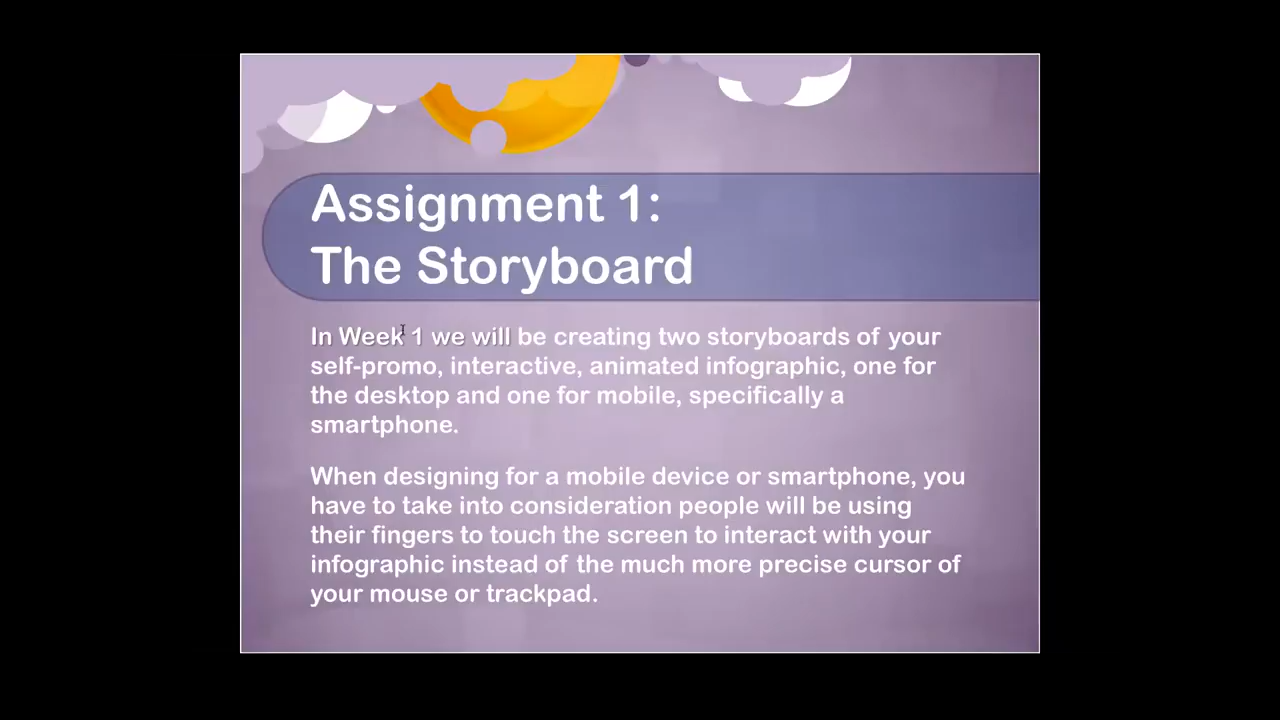 Assignment 1:
The Storyboard
In Week 1 we will be creating two storyboards of your
self-promo, interactive, animated infographic, one for
the desktop and one for mobile, specifically a
smartphone.
When designing for a mobile device or smartphone, you
have to take into consideration people will be using
their fingers to touch the screen to interact with your
infographic instead of the much more precise cursor of
your mouse or trackpad.